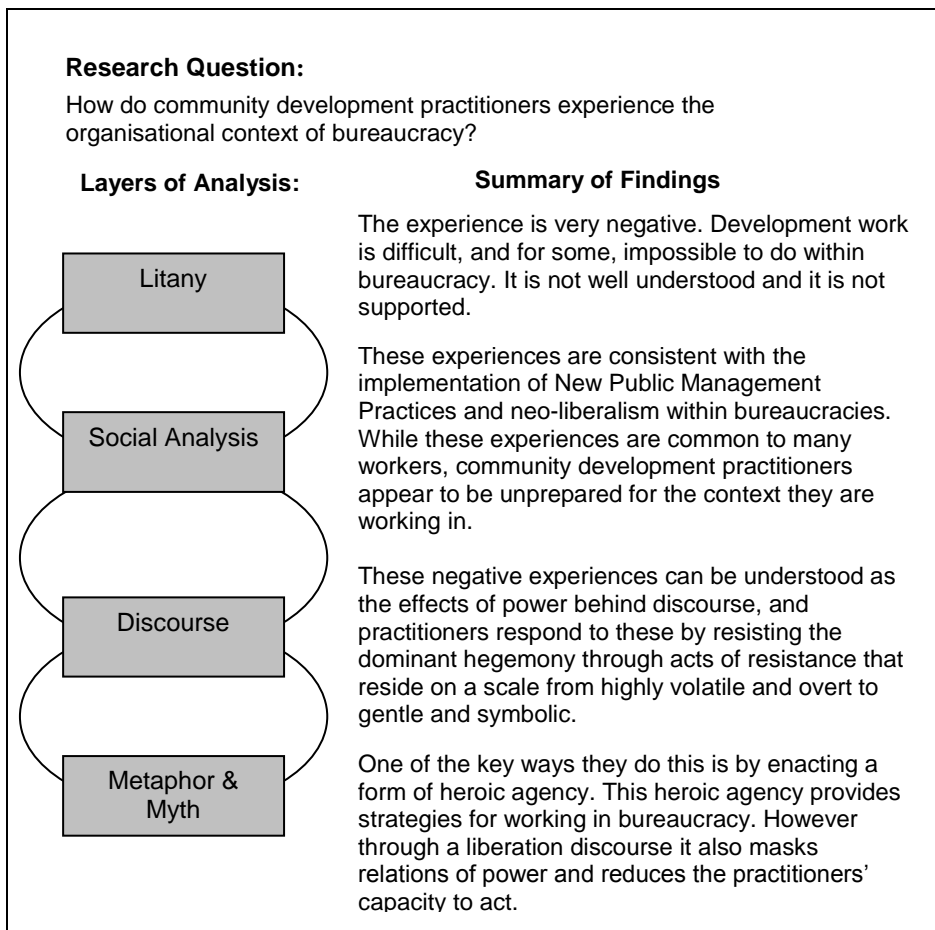 Research Question:
How do community development practitioners experience the
organisational context of bureaucracy?
Layers of Analysis:
Summary of Findings
Litany
The experience is very negative. Development work
is difficult, and for some, impossible to do within
bureaucracy. It is not well understood and it is not
supported.
Social Analysis
These experiences are consistent with the
implementation of New Public Management
Practices and neo-liberalism within bureaucracies.
While these experiences are common to many
workers, community development practitioners
appear to be unprepared for the context they are
working in.
Discourse
These negative experiences can be understood as
the effects of power behind discourse, and
practitioners respond to these by resisting the
dominant hegemony through acts of resistance that
reside on a scale from highly volatile and overt to
gentle and symbolic.
Metaphor &
Myth
One of the key ways they do this is by enacting a
form of heroic agency. This heroic agency provides
strategies for working in bureaucracy. However
through a liberation discourse it also masks
relations of power and reduces the practitioners’
capacity to act.